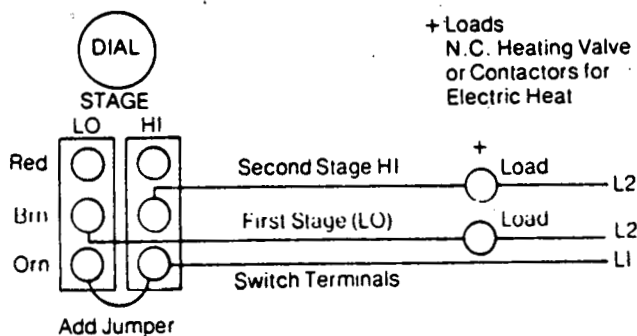 DIAL
STAGE
LO HI
+ Loads
N.C. Heating Valve
or Contactors for
Electric Heat
Red
Brn
Orn
+
Second Stage HI
Load
L2
First Stage (LO)
Load
L2
L1
Switch Terminals
Add Jumper